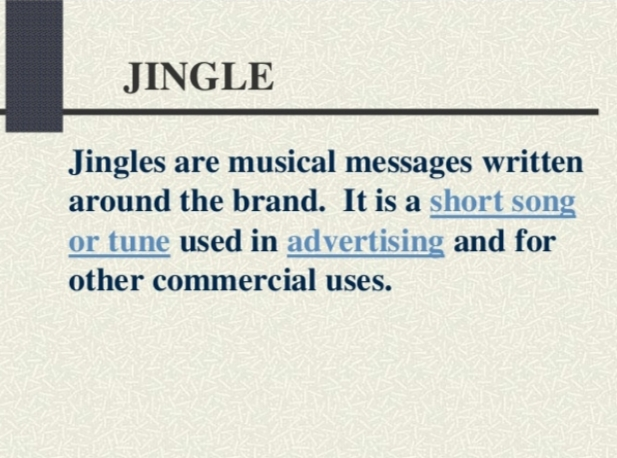 JINGLE
Jingles are musical messages written
around the brand.  It is a short song
or tune used in advertising and for
other commercial uses.